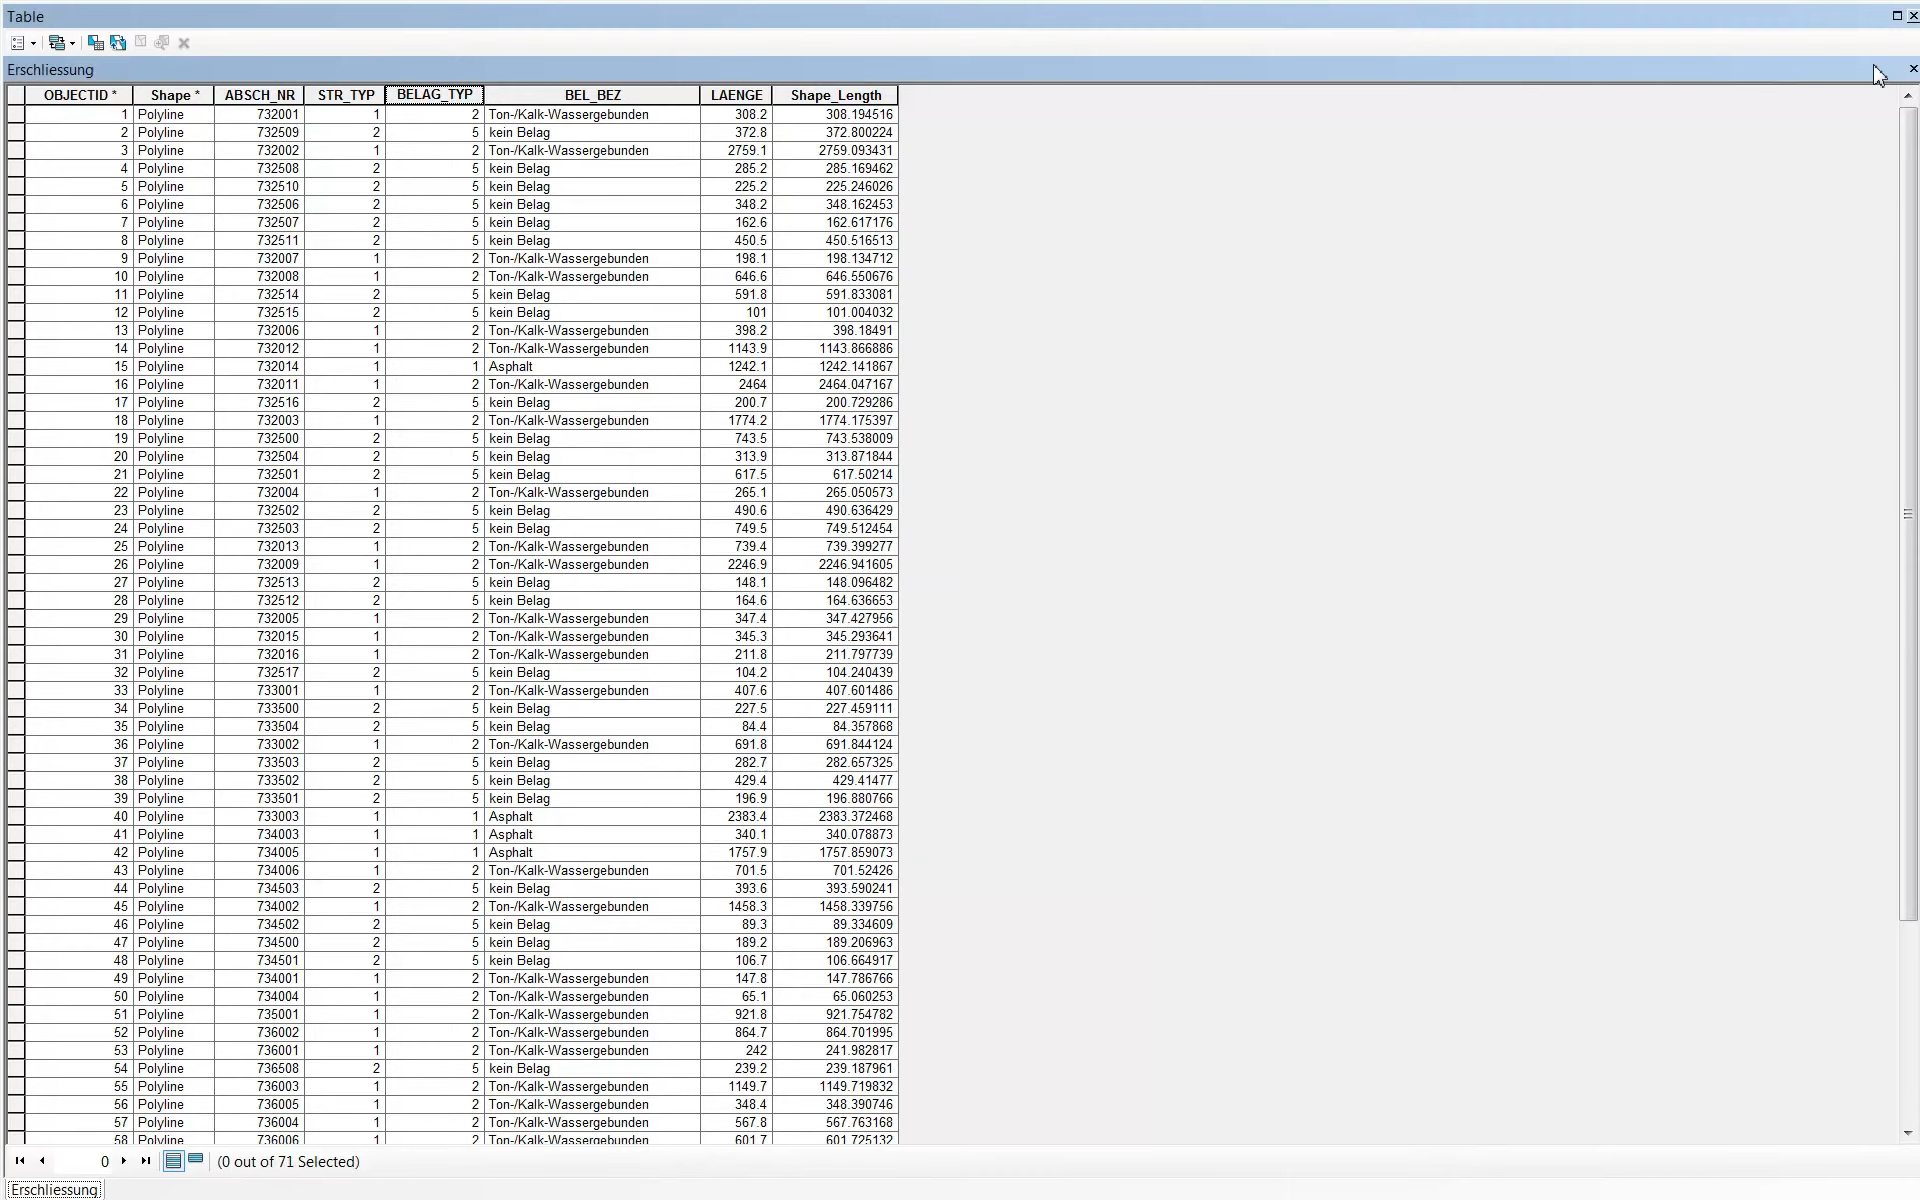 Table
Erschliessung
OBJECTID * Shape * ABSCH_NR STR_TYP BELAG_TYP BEL_BEZ LAENGE Shape_Length
1 Polyline 732001 1 2 Ton-/Kalk-Wassergebunden 308.2 308.194516
2 Polyline 732509 2 5 kein Belag 372.8 372.800224
3 Polyline 732002 1 2 Ton-/Kalk-Wassergebunden 2759.1 2759.093431
4 Polyline 732508 2 5 kein Belag 285.2 285.169462
5 Polyline 732510 2 5 kein Belag 225.2 225.246026
6 Polyline 732506 2 5 kein Belag 348.2 348.162453
7 Polyline 732507 2 5 kein Belag 162.6 162.617176
8 Polyline 732511 2 5 kein Belag 450.5 450.516513
9 Polyline 732007 1 2 Ton-/Kalk-Wassergebunden 198.1 198.134712
10 Polyline 732008 1 2 Ton-/Kalk-Wassergebunden 646.6 646.550676
11 Polyline 732514 2 5 kein Belag 591.8 591.833081
12 Polyline 732515 2 5 kein Belag 101 101.004032
13 Polyline 732006 1 2 Ton-/Kalk-Wassergebunden 398.2 398.18491
14 Polyline 732012 1 2 Ton-/Kalk-Wassergebunden 1143.9 1143.866886
15 Polyline 732014 1 1 Asphalt 1242.1 1242.141867
16 Polyline 732011 1 2 Ton-/Kalk-Wassergebunden 2464 2464.047167
17 Polyline 732516 2 5 kein Belag 200.7 200.729286
18 Polyline 732003 1 2 Ton-/Kalk-Wassergebunden 1774.2 1774.175397
19 Polyline 732500 2 5 kein Belag 743.5 743.538009
20 Polyline 732504 2 5 kein Belag 313.9 313.871844
21 Polyline 732501 2 5 kein Belag 617.5 617.50214
22 Polyline 732004 1 2 Ton-/Kalk-Wassergebunden 265.1 265.050573
23 Polyline 732502 2 5 kein Belag 490.6 490.636429
24 Polyline 732503 2 5 kein Belag 749.5 749.512454
25 Polyline 732013 1 2 Ton-/Kalk-Wassergebunden 739.4 739.399277
26 Polyline 732009 1 2 Ton-/Kalk-Wassergebunden 2246.9 2246.941605
27 Polyline 732513 2 5 kein Belag 148.1 148.096482
28 Polyline 732512 2 5 kein Belag 164.6 164.636653
29 Polyline 732005 1 2 Ton-/Kalk-Wassergebunden 347.4 347.427956
30 Polyline 732015 1 2 Ton-/Kalk-Wassergebunden 345.3 345.293641
31 Polyline 732016 1 2 Ton-/Kalk-Wassergebunden 211.8 211.797739
32 Polyline 732517 2 5 kein Belag 104.2 104.240439
33 Polyline 733001 1 2 Ton-/Kalk-Wassergebunden 407.6 407.601486
34 Polyline 733500 2 5 kein Belag 227.5 227.459111
35 Polyline 733504 2 5 kein Belag 84.4 84.357868
36 Polyline 733002 1 2 Ton-/Kalk-Wassergebunden 691.8 691.844124
37 Polyline 733503 2 5 kein Belag 282.7 282.657325
38 Polyline 733502 2 5 kein Belag 429.4 429.41477
39 Polyline 733501 2 5 kein Belag 196.9 196.880766
40 Polyline 733003 1 1 Asphalt 2383.4 2383.372468
41 Polyline 734003 1 1 Asphalt 340.1 340.078873
42 Polyline 734005 1 1 Asphalt 1757.9 1757.859073
43 Polyline 734006 1 2 Ton-/Kalk-Wassergebunden 701.5 701.52426
44 Polyline 734503 2 5 kein Belag 393.6 393.590241
45 Polyline 734002 1 2 Ton-/Kalk-Wassergebunden 1458.3 1458.339756
46 Polyline 734502 2 5 kein Belag 89.3 89.334609
47 Polyline 734500 2 5 kein Belag 189.2 189.206963
48 Polyline 734501 2 5 kein Belag 106.7 106.664917
49 Polyline 734001 1 2 Ton-/Kalk-Wassergebunden 147.8 147.786766
50 Polyline 734004 1 2 Ton-/Kalk-Wassergebunden 65.1 65.060253
51 Polyline 735001 1 2 Ton-/Kalk-Wassergebunden 921.8 921.754782
52 Polyline 736002 1 2 Ton-/Kalk-Wassergebunden 864.7 864.701995
53 Polyline 736001 1 2 Ton-/Kalk-Wassergebunden 242 241.982817
54 Polyline 736508 2 5 kein Belag 239.2 239.187961
55 Polyline 736003 1 2 Ton-/Kalk-Wassergebunden 1149.7 1149.719832
56 Polyline 736005 1 2 Ton-/Kalk-Wassergebunden 348.4 348.390746
57 Polyline 736004 1 2 Ton-/Kalk-Wassergebunden 567.8 567.763168
58 Polyline 736006 1 2 Ton-/Kalk-Wassergebunden 601.7 601.725132
0 (0 out of 71 Selected)
Erschliessung